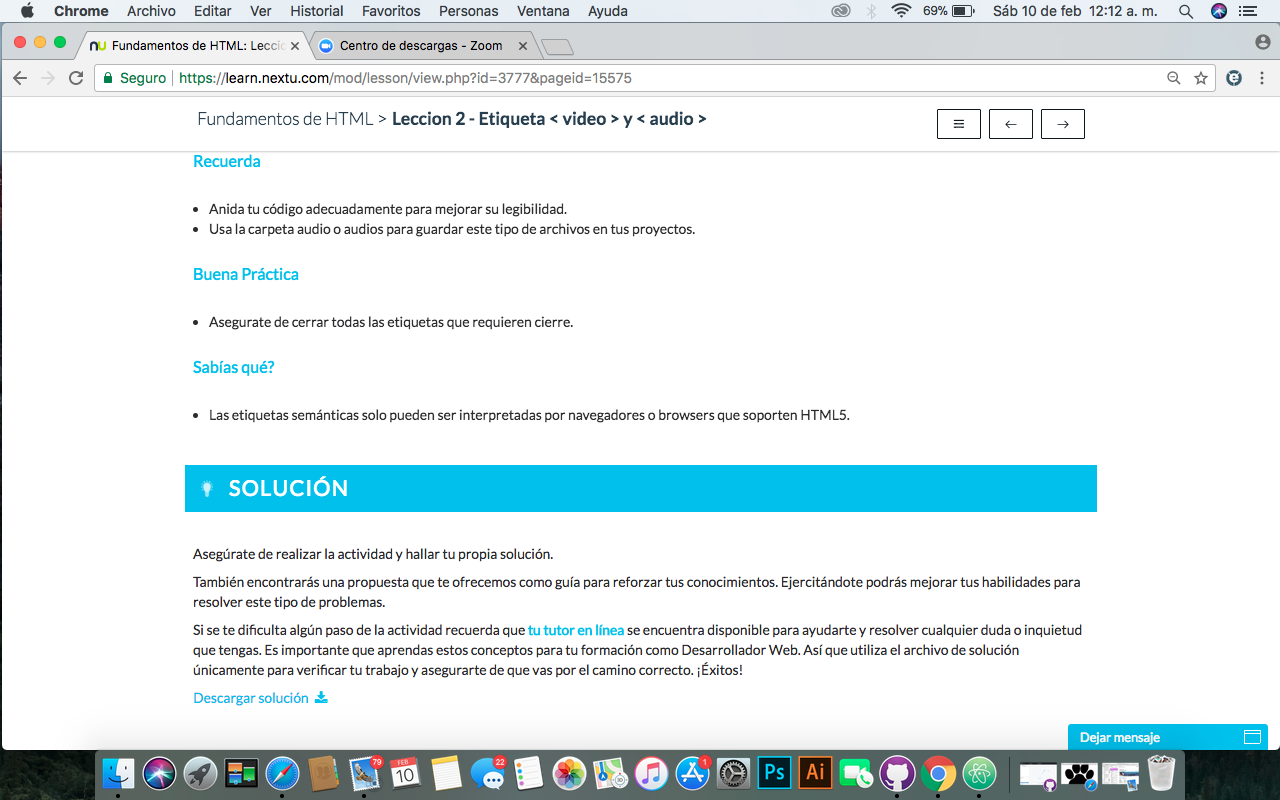 Chrome Archivo Editar Ver Historial Favoritos Personas Ventana Ayuda 69% Sáb 10 de feb 12:12 a. m.
Fundamentos de HTML: Lecci Centro de descargas - Zoom
Seguro https://learn.nextu.com/mod/lesson/view.php?id=3777&pageid=15575
Fundamentos de HTML > Leccion 2 - Etiqueta < video > y < audio >
Recuerda
Anida tu código adecuadamente para mejorar su legibilidad.
Usa la carpeta audio o audios para guardar este tipo de archivos en tus proyectos.
Buena Práctica
Asegurate de cerrar todas las etiquetas que requieren cierre.
Sabías qué?
Las etiquetas semánticas solo pueden ser interpretadas por navegadores o browsers que soporten HTML5.
SOLUCIÓN
Asegúrate de realizar la actividad y hallar tu propia solución.
También encontrarás una propuesta que te ofrecemos como guía para reforzar tus conocimientos. Ejercitándote podrás mejorar tus habilidades para
resolver este tipo de problemas.
Si se te dificulta algún paso de la actividad recuerda que tu tutor en línea se encuentra disponible para ayudarte y resolver cualquier duda o inquietud
que tengas. Es importante que aprendas estos conceptos para tu formación como Desarrollador Web. Así que utiliza el archivo de solución
únicamente para verificar tu trabajo y asegurarte de que vas por el camino correcto. ¡Éxitos!
Descargar solución
Dejar mensaje
79 FEB 10 22 1 Ps Ai